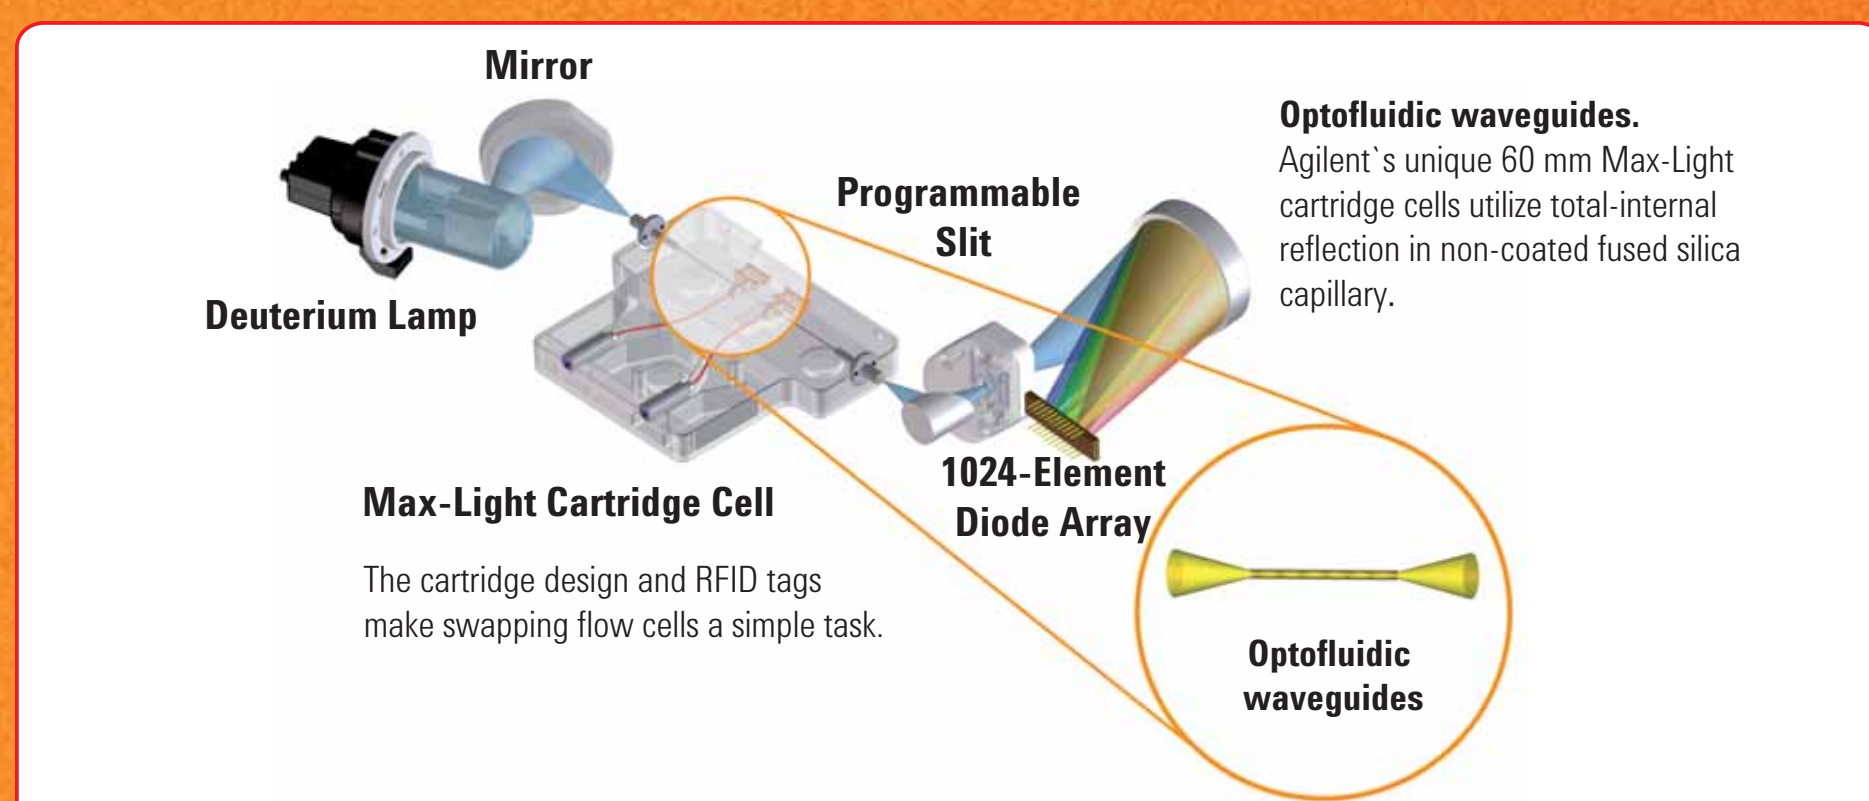 Mirror
Deuterium Lamp
Programmable
Slit
Optofluidic waveguides.
Agilent`s unique 60 mm Max-Light
cartridge cells utilize total-internal
reflection in non-coated fused silica
capillary.
Max-Light Cartridge Cell
The cartridge design and RFID tags
make swapping flow cells a simple task.
1024-Element
Diode Array
Optofluidic
waveguides